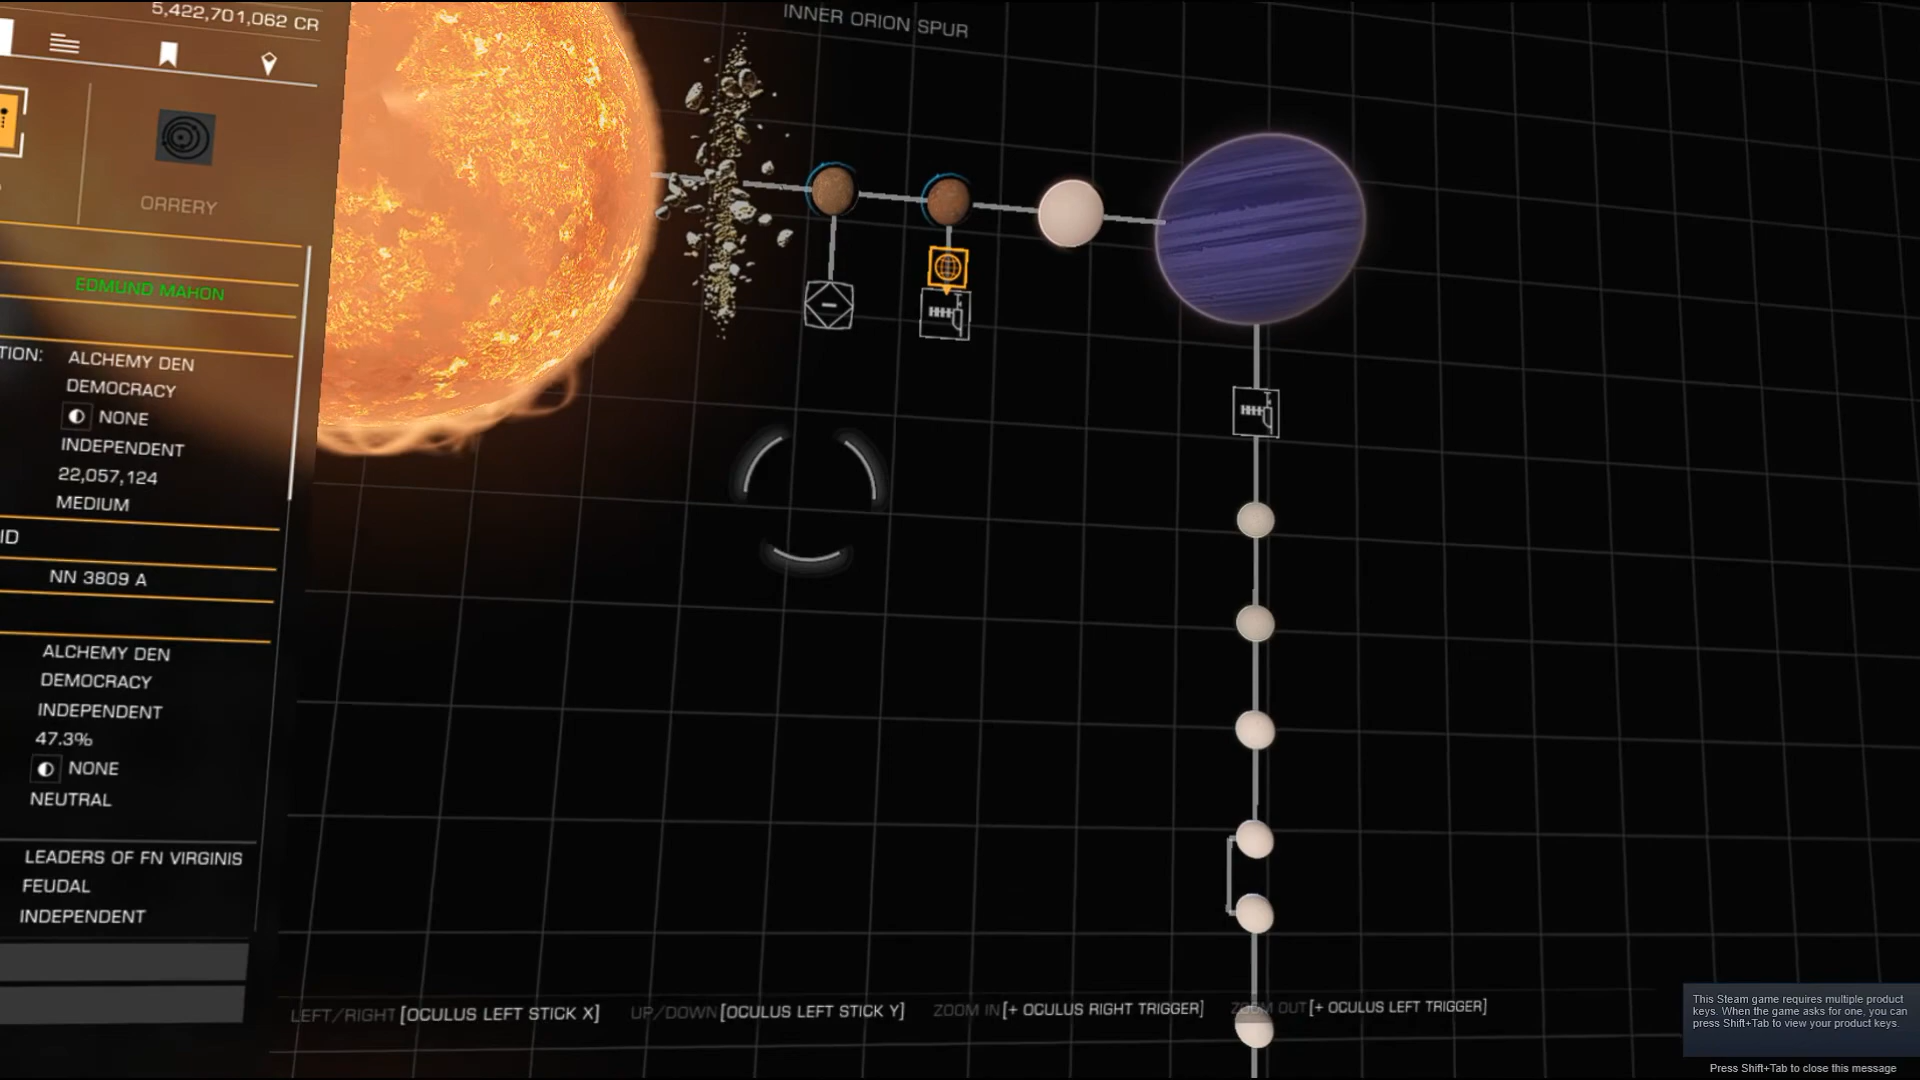 5,422,701,062 CR
INNER ORION SPUR
ORRERY
EDMUND MAHON
TION: ALCHEMY DEN
DEMOCRACY
NONE
INDEPENDENT
22,057,124
MEDIUM
ID
NN 3809 A
ALCHEMY DEN
DEMOCRACY
INDEPENDENT
47.3%
NONE
NEUTRAL
LEADERS OF FN VIRGINIS
FEUDAL
INDEPENDENT
LEFT/RIGHT [OCULUS LEFT STICK X] UP/DOWN [OCULUS LEFT STICK Y] ZOOM IN [+ OCULUS RIGHT TRIGGER] ZOOM OUT [+ OCULUS LEFT TRIGGER]
This Steam game requires multiple product
keys. When the game asks for one, you can
press Shift+Tab to view your product keys.
Press Shift+Tab to close this message